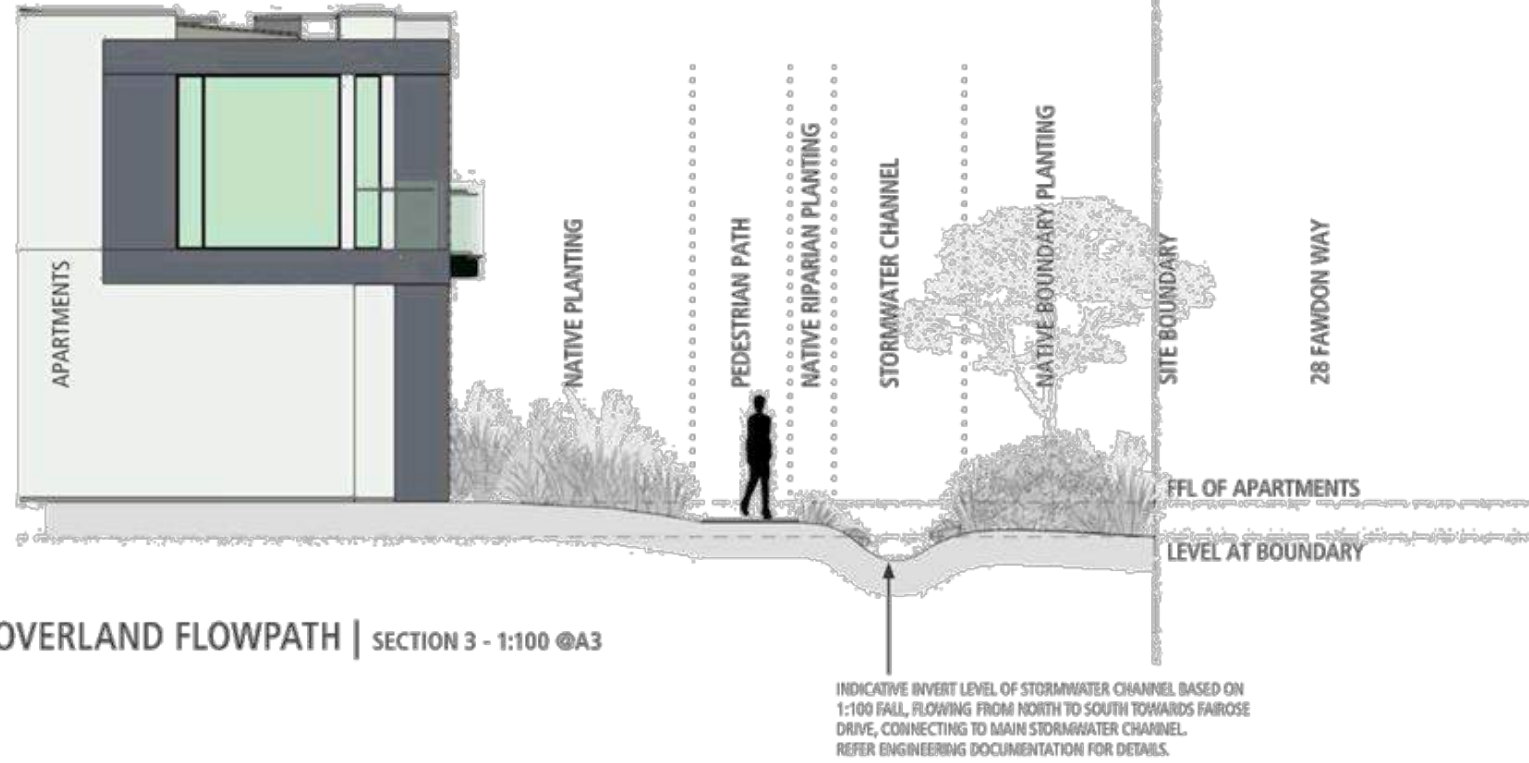 APARTMENTS
NATIVE PLANTING
PEDESTRIAN PATH
NATIVE RIPARIAN PLANTING
STORMWATER CHANNEL
NATIVE BOUNDARY PLANTING
SITE BOUNDARY
28 FAWDON WAY
FFL OF APARTMENTS
LEVEL AT BOUNDARY
OVERLAND FLOWPATH | SECTION 3 - 1:100 @A3
INDICATIVE INVERT LEVEL OF STORMWATER CHANNEL BASED ON
1:100 FALL, FLOWING FROM NORTH TO SOUTH TOWARDS FAIROSE
DRIVE, CONNECTING TO MAIN STORMWATER CHANNEL.
REFER ENGINEERING DOCUMENTATION FOR DETAILS.